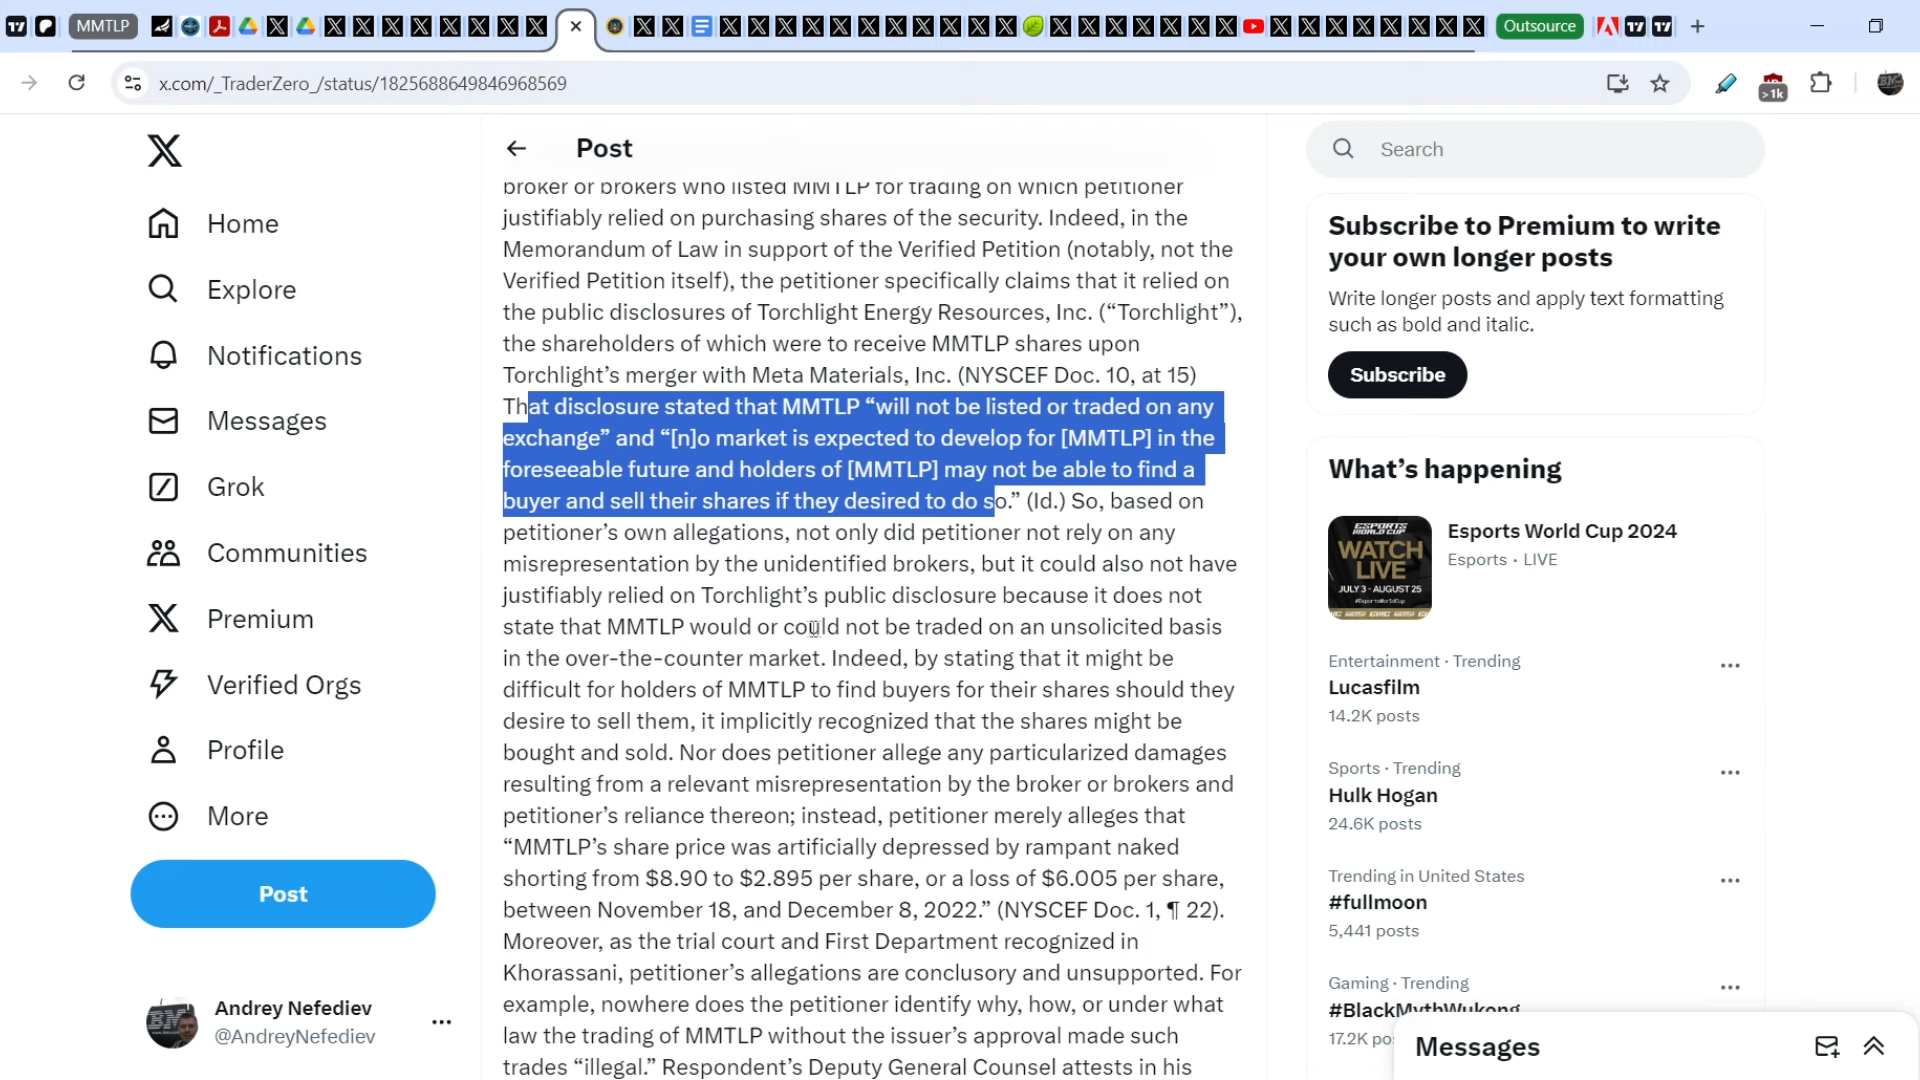 MMTLP
Outsource
x.com/_TraderZero_/status/1825688649846968569
>1k
Post
Search
Home
Explore
Notifications
Messages
Grok
Communities
Premium
Verified Orgs
Profile
More
Post
Andrey Nefediev
@AndreyNefediev
broker or brokers who listed MMTLP for trading on which petitioner
justifiably relied on purchasing shares of the security. Indeed, in the
Memorandum of Law in support of the Verified Petition (notably, not the
Verified Petition itself), the petitioner specifically claims that it relied on
the public disclosures of Torchlight Energy Resources, Inc. (“Torchlight”),
the shareholders of which were to receive MMTLP shares upon
Torchlight’s merger with Meta Materials, Inc. (NYSCEF Doc. 10, at 15)
That disclosure stated that MMTLP “will not be listed or traded on any
exchange” and “[n]o market is expected to develop for [MMTLP] in the
foreseeable future and holders of [MMTLP] may not be able to find a
buyer and sell their shares if they desired to do so.” (Id.) So, based on
petitioner’s own allegations, not only did petitioner not rely on any
misrepresentation by the unidentified brokers, but it could also not have
justifiably relied on Torchlight’s public disclosure because it does not
state that MMTLP would or could not be traded on an unsolicited basis
in the over-the-counter market. Indeed, by stating that it might be
difficult for holders of MMTLP to find buyers for their shares should they
desire to sell them, it implicitly recognized that the shares might be
bought and sold. Nor does petitioner allege any particularized damages
resulting from a relevant misrepresentation by the broker or brokers and
petitioner’s reliance thereon; instead, petitioner merely alleges that
“MMTLP’s share price was artificially depressed by rampant naked
shorting from $8.90 to $2.895 per share, or a loss of $6.005 per share,
between November 18, and December 8, 2022.” (NYSCEF Doc. 1, ¶ 22).
Moreover, as the trial court and First Department recognized in
Khorassani, petitioner’s allegations are conclusory and unsupported. For
example, nowhere does the petitioner identify why, how, or under what
law the trading of MMTLP without the issuer’s approval made such
trades “illegal.” Respondent’s Deputy General Counsel attests in his
Subscribe to Premium to write
your own longer posts
Write longer posts and apply text formatting
such as bold and italic.
Subscribe
What’s happening
ESPORTS
WORLD CUP
WATCH
LIVE
JULY 3 - AUGUST 25
Esports World Cup 2024
Esports · LIVE
Entertainment · Trending
Lucasfilm
14.2K posts
Sports · Trending
Hulk Hogan
24.6K posts
Trending in United States
#fullmoon
5,441 posts
Gaming · Trending
#BlackMythWukong
17.2K po
Messages